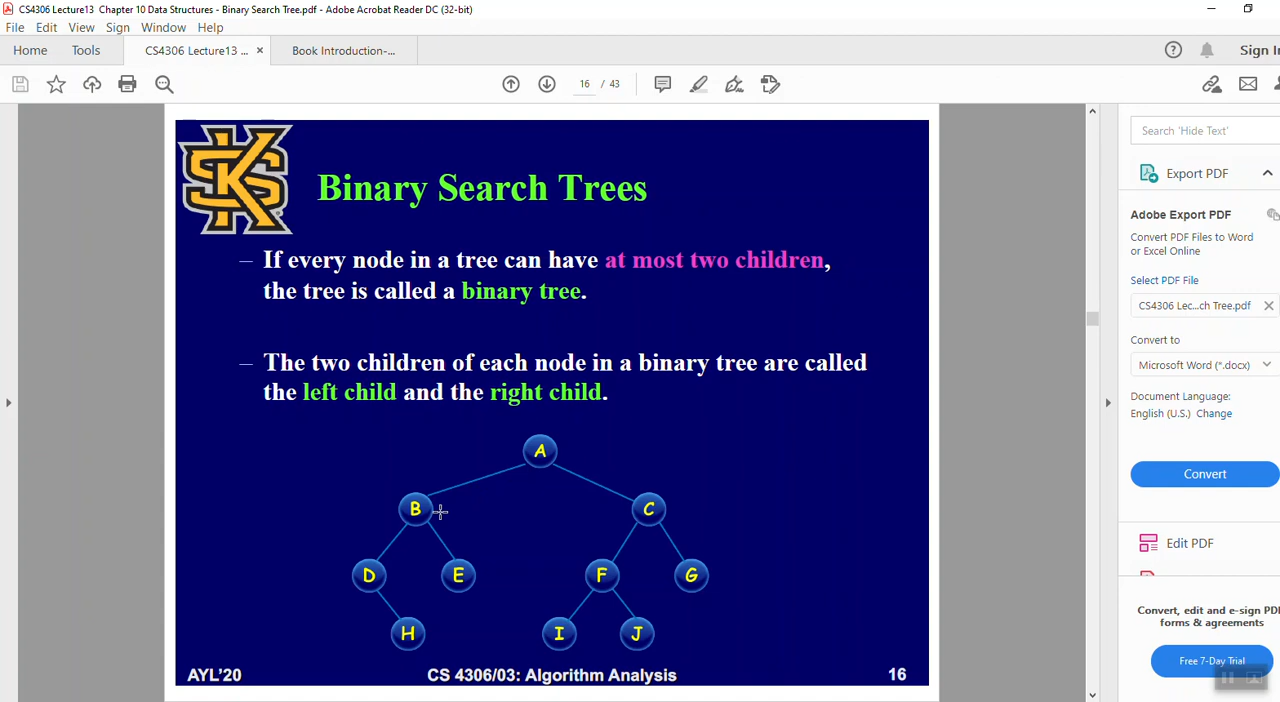 CS4306 Lecture13  Chapter 10 Data Structures - Binary Search Tree.pdf - Adobe Acrobat Reader DC (32-bit)
File Edit View Sign Window Help
Home Tools CS4306 Lecture13 ... × Book Introduction-... Sign In
16 / 43
Search 'Hide Text'
Export PDF
Adobe Export PDF
Convert PDF Files to Word
or Excel Online
Select PDF File
CS4306 Lec...ch Tree.pdf
Convert to
Microsoft Word (*.docx)
Document Language:
English (U.S.) Change
Convert
Edit PDF
Convert, edit and e-sign PDF
forms & agreements
Free 7-Day Trial
KS
Binary Search Trees
– If every node in a tree can have at most two children,
the tree is called a binary tree.
– The two children of each node in a binary tree are called
the left child and the right child.
A
B C
D E F G
H I J
AYL'20 CS 4306/03: Algorithm Analysis 16